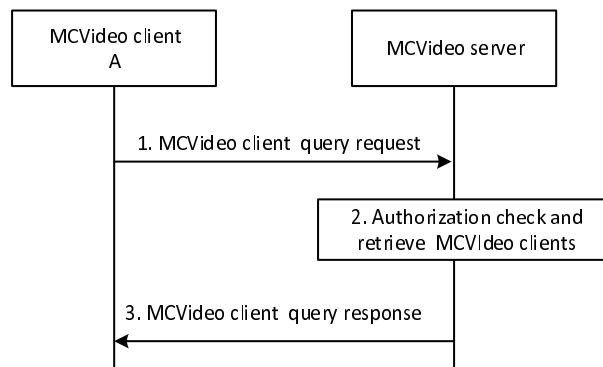 MCVideo client
A
MCVideo server
1. MCVideo client query request
2. Authorization check and
retrieve MCVIdeo clients
3. MCVideo client query response